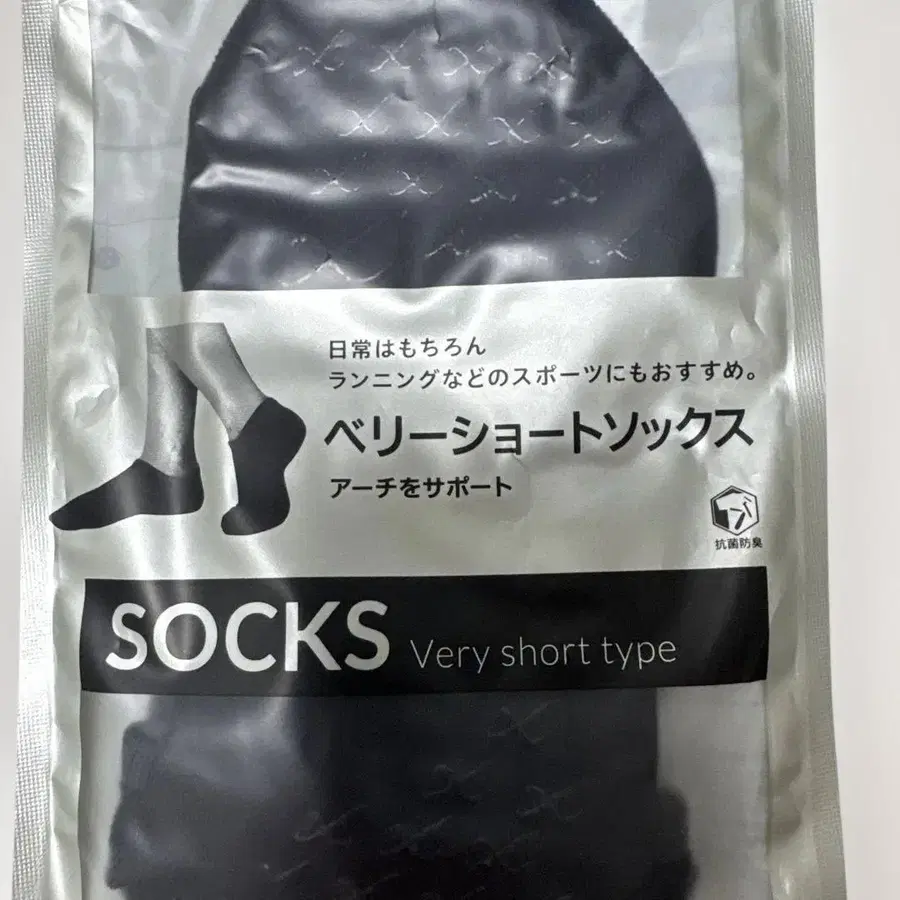 日常はもちろん
ランニングなどのスポーツにもおすすめ。
ベリーショートソックス
アーチをサポート
抗菌防臭
SOCKS Very short type